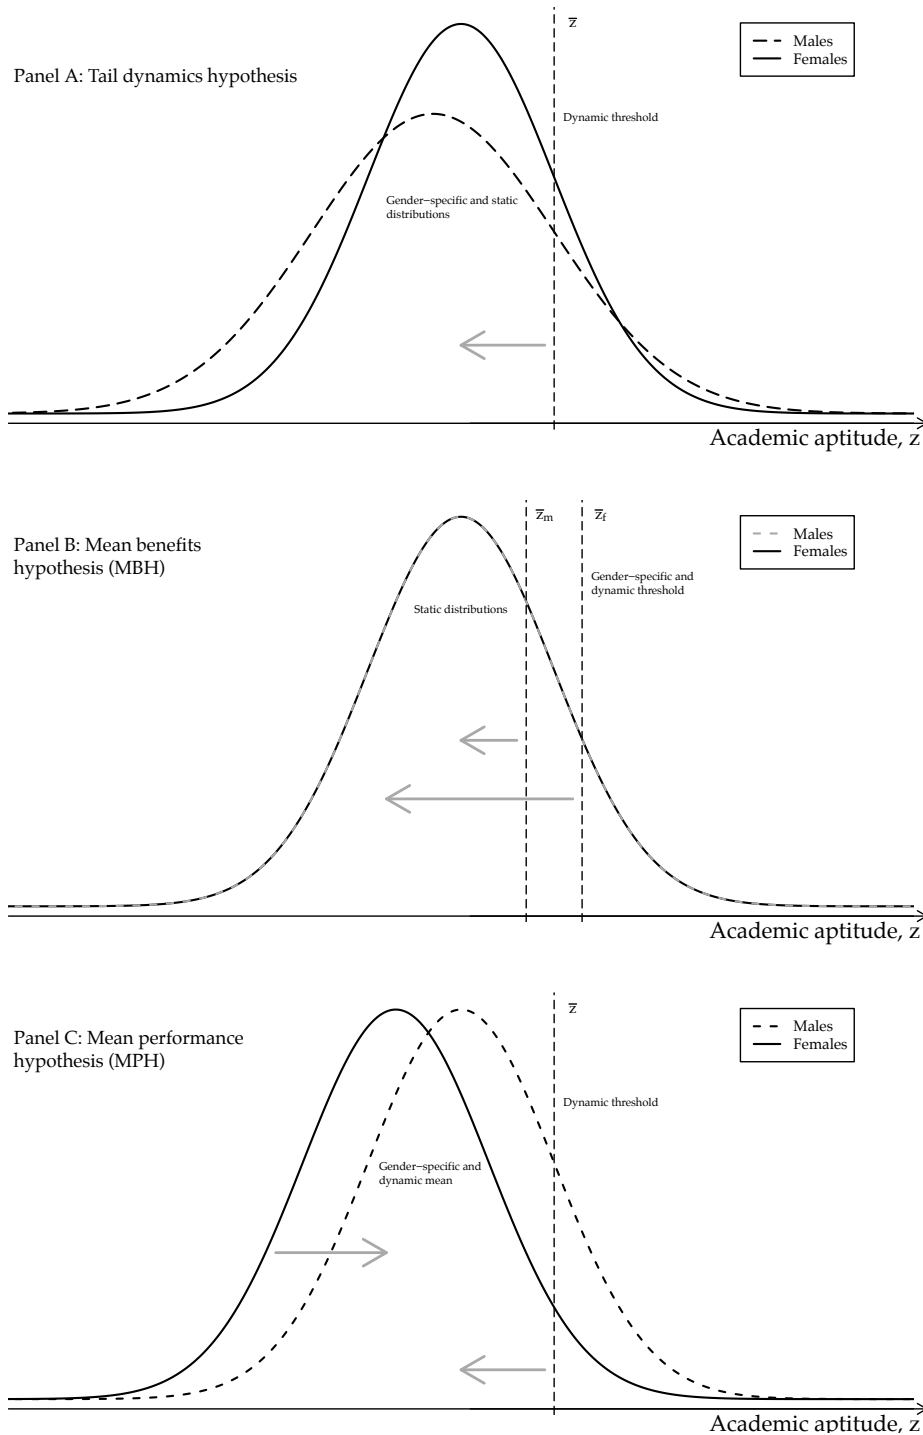 Panel A: Tail dynamics hypothesis
z̅
Males
Females
Dynamic threshold
Gender−specific and static
distributions
Academic aptitude, z
Panel B: Mean benefits
hypothesis (MBH)
z̅m
z̅f
Males
Females
Gender−specific and
dynamic threshold
Static distributions
Academic aptitude, z
Panel C: Mean performance
hypothesis (MPH)
z̅
Males
Females
Dynamic threshold
Gender−specific and
dynamic mean
Academic aptitude, z